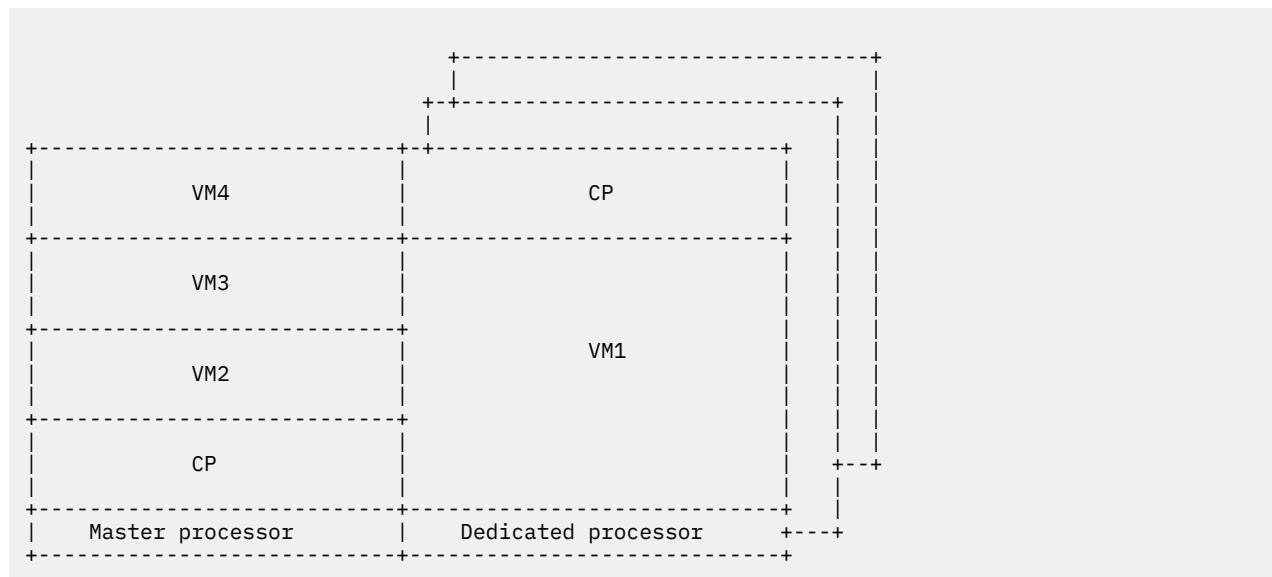 VM4 CP
VM3
VM1
VM2
CP
Master processor Dedicated processor